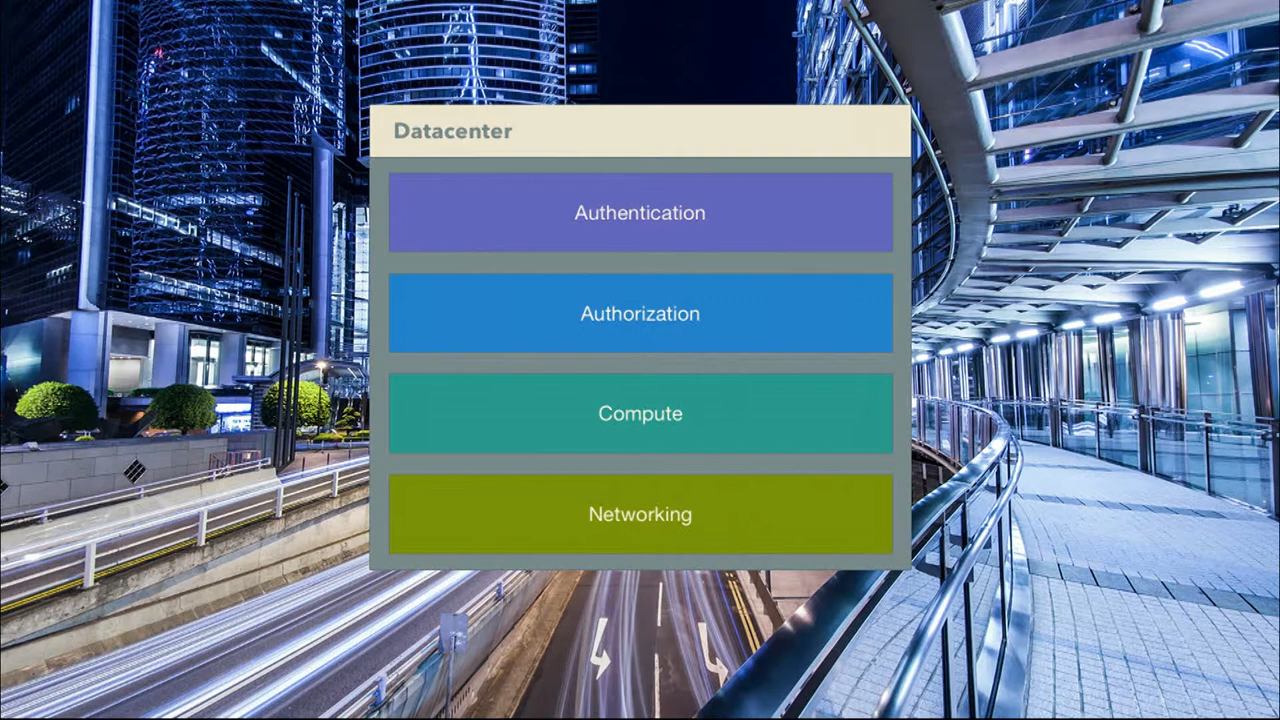 Datacenter
Authentication
Authorization
Compute
Networking